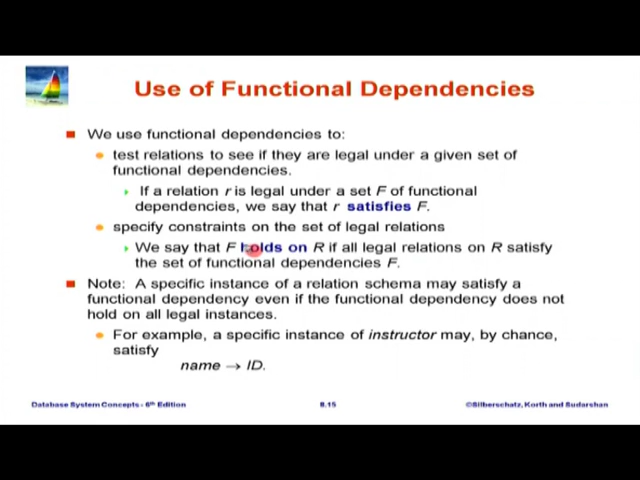 Use of Functional Dependencies
We use functional dependencies to:
test relations to see if they are legal under a given set of
functional dependencies.
If a relation r is legal under a set F of functional
dependencies, we say that r satisfies F.
specify constraints on the set of legal relations
We say that F holds on R if all legal relations on R satisfy
the set of functional dependencies F.
Note: A specific instance of a relation schema may satisfy a
functional dependency even if the functional dependency does not
hold on all legal instances.
For example, a specific instance of instructor may, by chance,
satisfy
name → ID.
Database System Concepts - 6th Edition 8.15 ©Silberschatz, Korth and Sudarshan